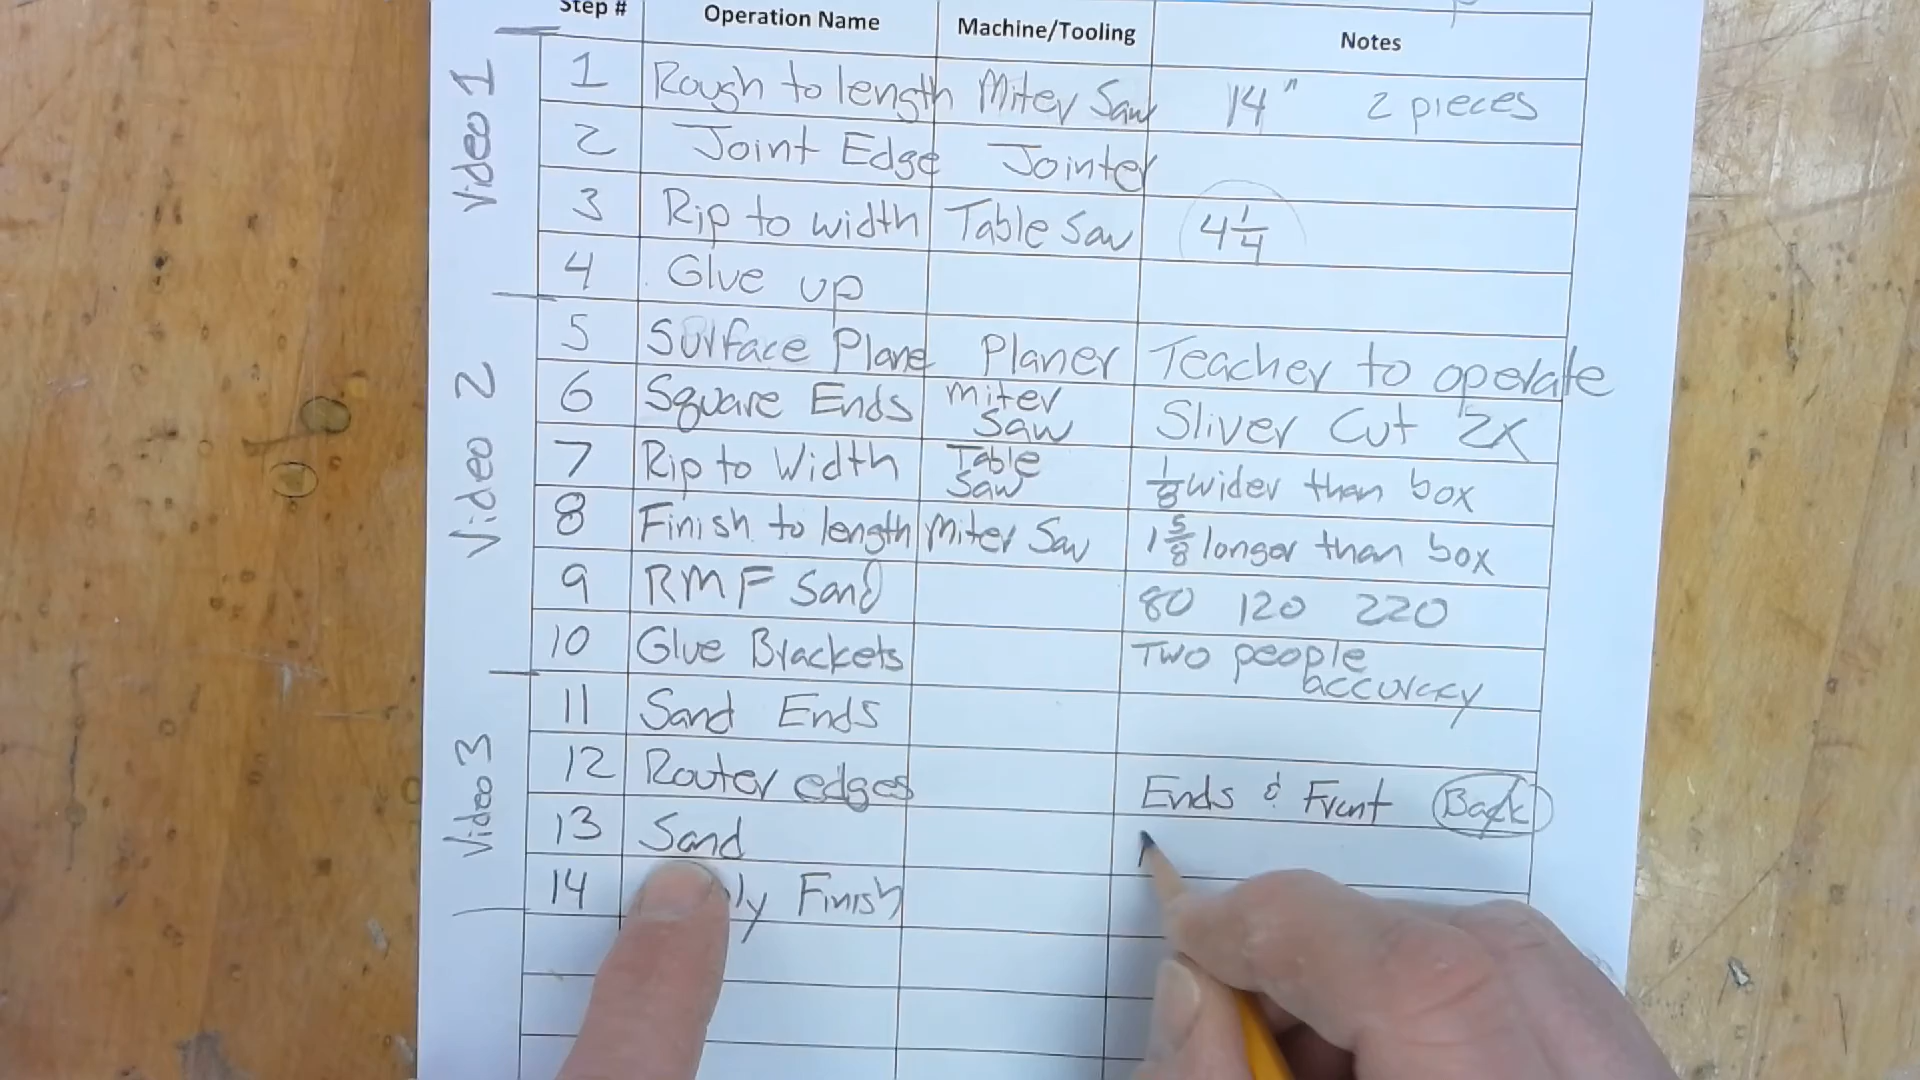 Step # Operation Name Machine/Tooling Notes
Video 1
1 Rough to length Miter Saw 14" 2 pieces
2 Joint Edge Jointer
3 Rip to width Table Saw 4 1/4
4 Glue up
Video 2
5 Surface Plane Planer Teacher to operate
6 Square Ends Miter Saw Sliver Cut 2X
7 Rip to Width Table Saw 1/8 wider than box
8 Finish to length Miter Saw 1 5/8 longer than box
9 RMF Sand 80 120 220
10 Glue Brackets Two people
accuracy
Video 3
11 Sand Ends
12 Router edges Ends & Front Back
13 Sand
14 Finish